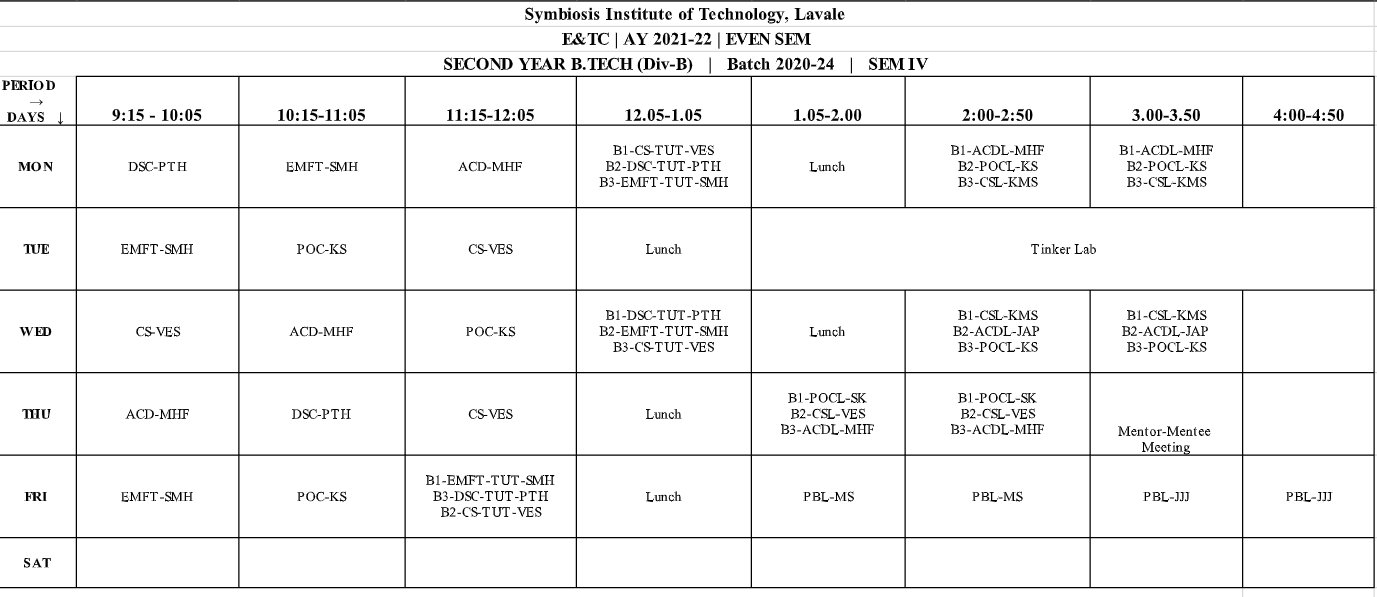 Symbiosis Institute of Technology, Lavale
E&TC | AY 2021-22 | EVEN SEM
SECOND YEAR B.TECH (Div-B) | Batch 2020-24 | SEM IV
PERIOD
→
DAYS ↓ 9:15 - 10:05 10:15-11:05 11:15-12:05 12.05-1.05 1.05-2.00 2:00-2:50 3.00-3.50 4:00-4:50
B1-CS-TUT-VES B1-ACDL-MHF B1-ACDL-MHF
MON DSC-PTH EMFT-SMH ACD-MHF B2-DSC-TUT-PTH Lunch B2-POCL-KS B2-POCL-KS
B3-EMFT-TUT-SMH B3-CSL-KMS B3-CSL-KMS
TUE EMFT-SMH POC-KS CS-VES Lunch Tinker Lab
B1-DSC-TUT-PTH B1-CSL-KMS B1-CSL-KMS
WED CS-VES ACD-MHF POC-KS B2-EMFT-TUT-SMH Lunch B2-ACDL-JAP B2-ACDL-JAP
B3-CS-TUT-VES B3-POCL-KS B3-POCL-KS
B1-POCL-SK B1-POCL-SK
THU ACD-MHF DSC-PTH CS-VES Lunch B2-CSL-VES B2-CSL-VES
B3-ACDL-MHF B3-ACDL-MHF Mentor-Mentee
Meeting
B1-EMFT-TUT-SMH
FRI EMFT-SMH POC-KS B3-DSC-TUT-PTH Lunch PBL-MS PBL-MS PBL-JJJ PBL-JJJ
B2-CS-TUT-VES
SAT